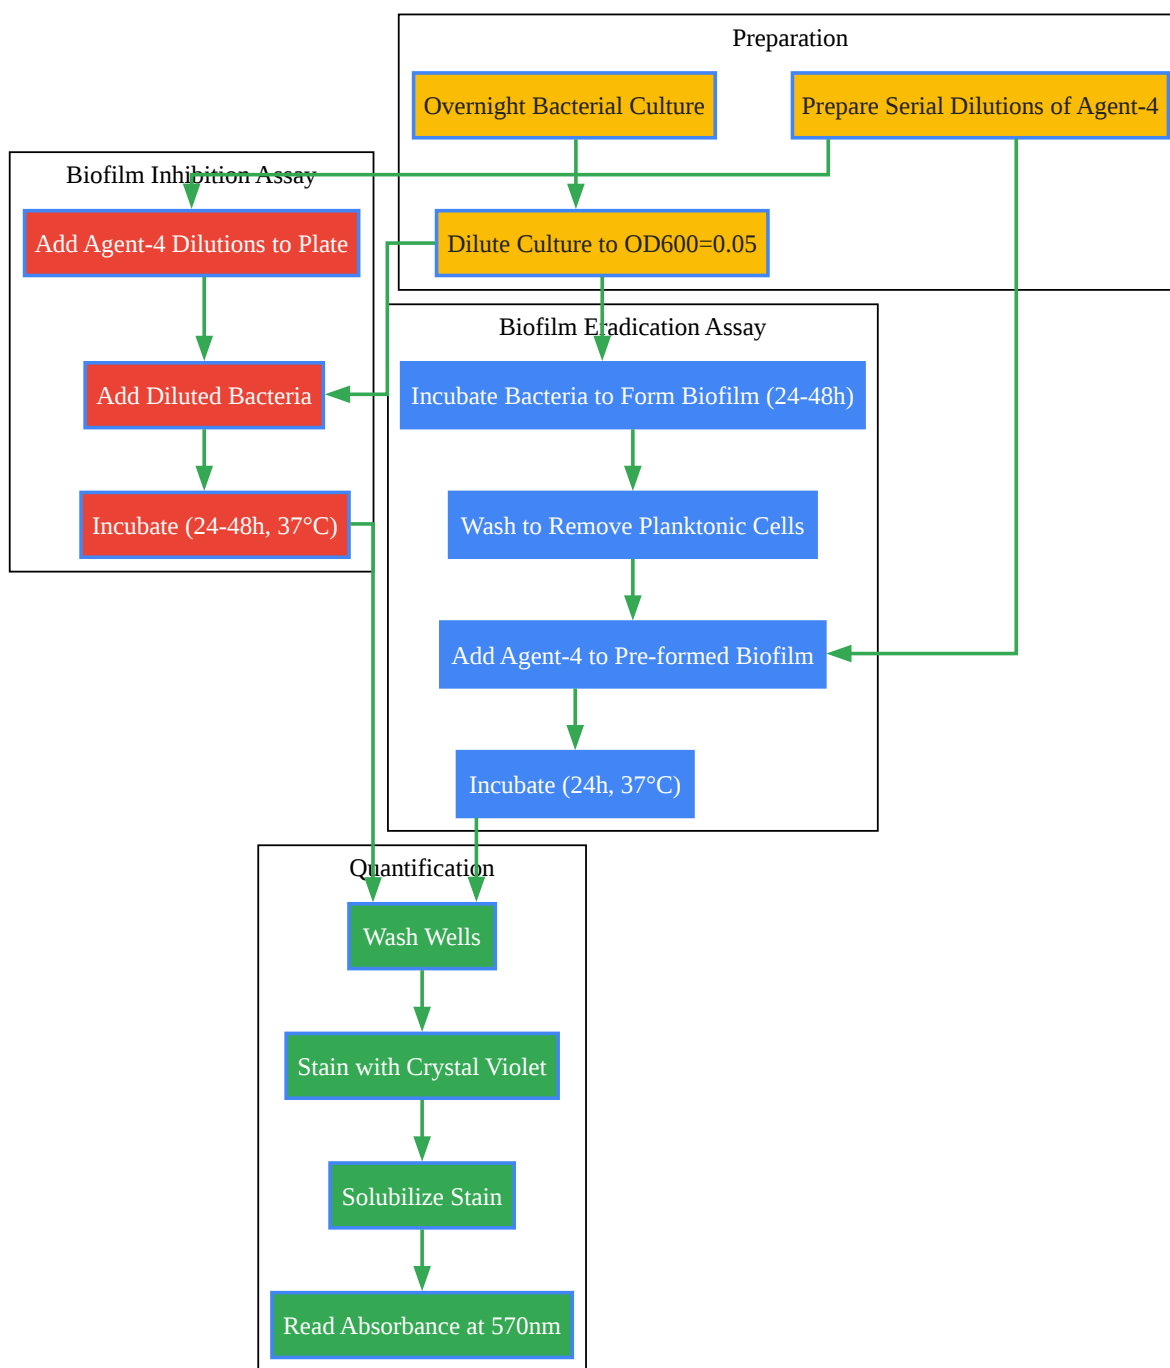 Preparation
Overnight Bacterial Culture
Prepare Serial Dilutions of Agent-4
Dilute Culture to OD600=0.05
Biofilm Inhibition Assay
Add Agent-4 Dilutions to Plate
Add Diluted Bacteria
Incubate (24-48h, 37°C)
Biofilm Eradication Assay
Incubate Bacteria to Form Biofilm (24-48h)
Wash to Remove Planktonic Cells
Add Agent-4 to Pre-formed Biofilm
Incubate (24h, 37°C)
Quantification
Wash Wells
Stain with Crystal Violet
Solubilize Stain
Read Absorbance at 570nm